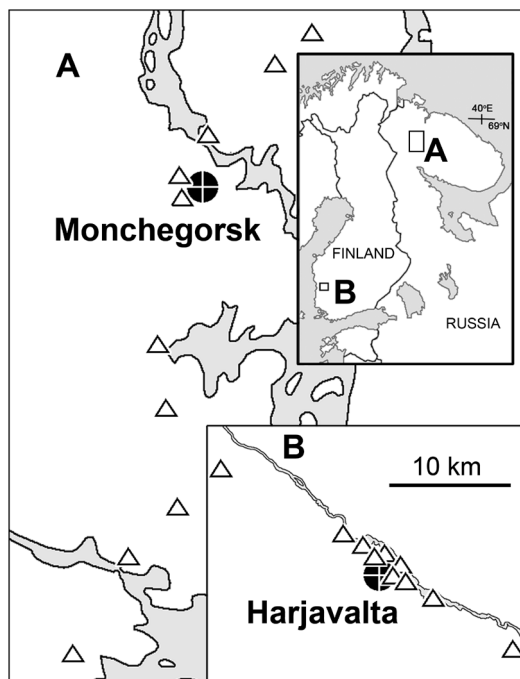 A
40°E
69°N
A
Monchegorsk
FINLAND
B
RUSSIA
B
10 km
Harjavalta